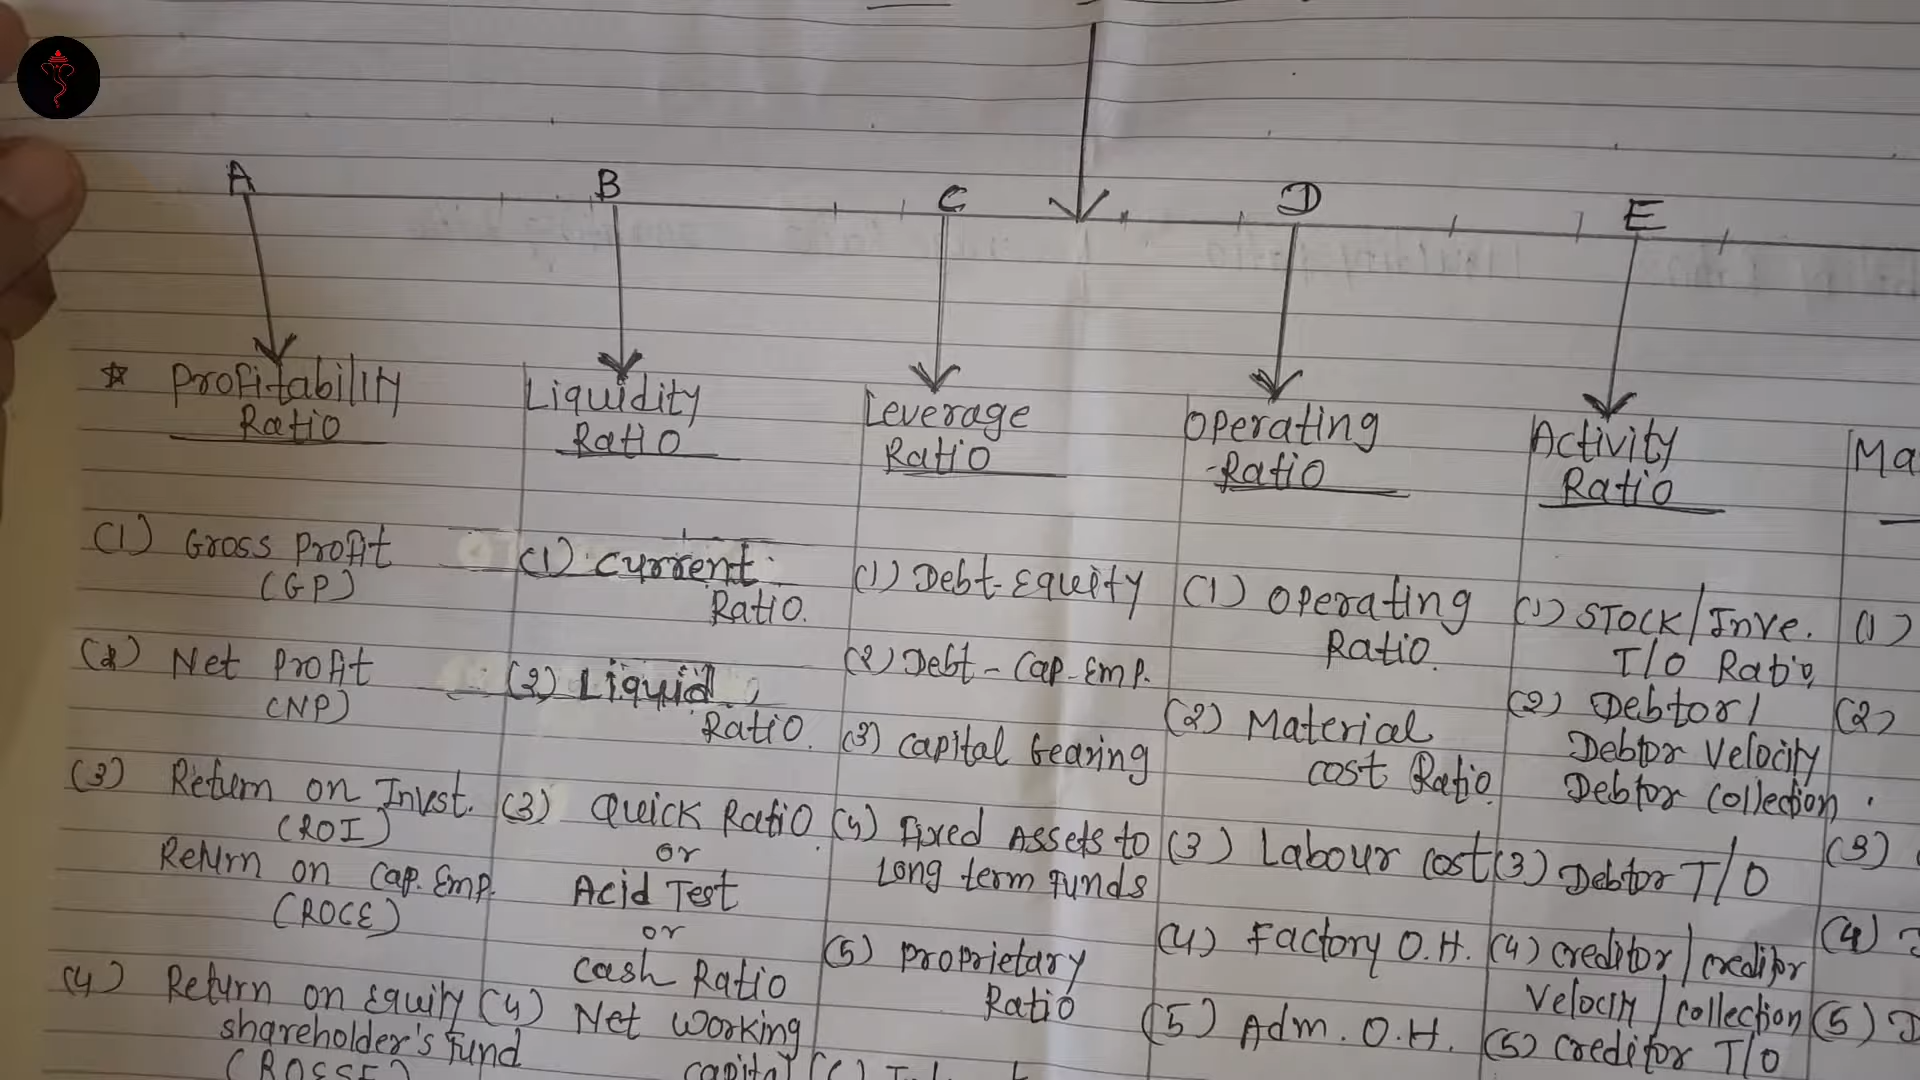 A
B
C
D
E
☆ Profitability
Ratio
(1) Gross Profit
(GP)
(2) Net Profit
(NP)
(3) Return on Invst.
(ROI)
Return on Cap. Emp.
(ROCE)
(4) Return on Equity
shareholder's Fund
Liquidity
Ratio
(1) Current
Ratio.
(2) Liquid
Ratio.
(3) Quick Ratio
or
Acid Test
or
Cash Ratio
(4) Net Working
capital
Leverage
Ratio
(1) Debt-Equity
(2) Debt - Cap-Emp.
(3) Capital Gearing
(4) Fixed Assets to
Long term Funds
(5) Proprietary
Ratio
Operating
-Ratio
(1) Operating
Ratio.
(2) Material
cost Ratio.
(3) Labour cost
(4) Factory O.H.
(5) Adm. O.H.
Activity
Ratio
(1) Stock/Inve.
T/O Ratio
(2) Debtor/
Debtor Velocity
Debtor Collection.
(3) Debtor T/O
(4) Creditor/Creditor
Velocity/collection
(5) Creditor T/O
Ma
(1)
(2)
(3)
(4)
(5)